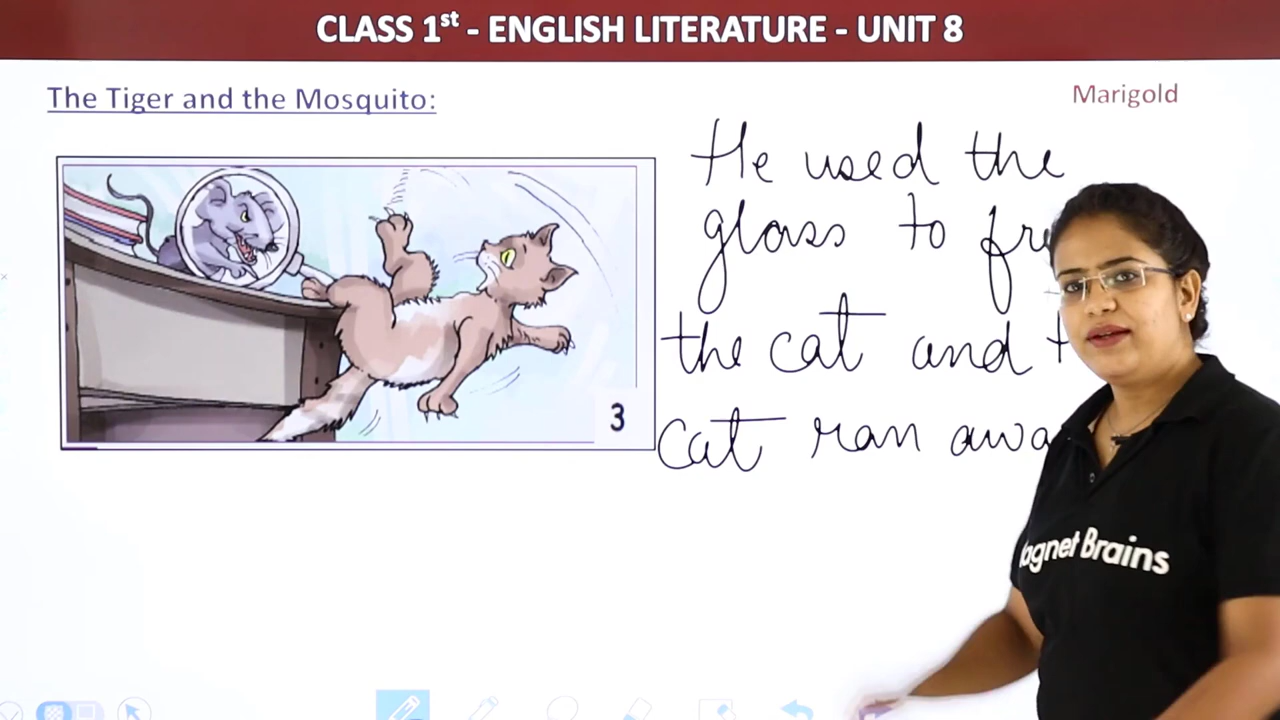 CLASS 1st - ENGLISH LITERATURE - UNIT 8
The Tiger and the Mosquito:
Marigold
He used the
glass to
the cat and
cat ran
3
Brains